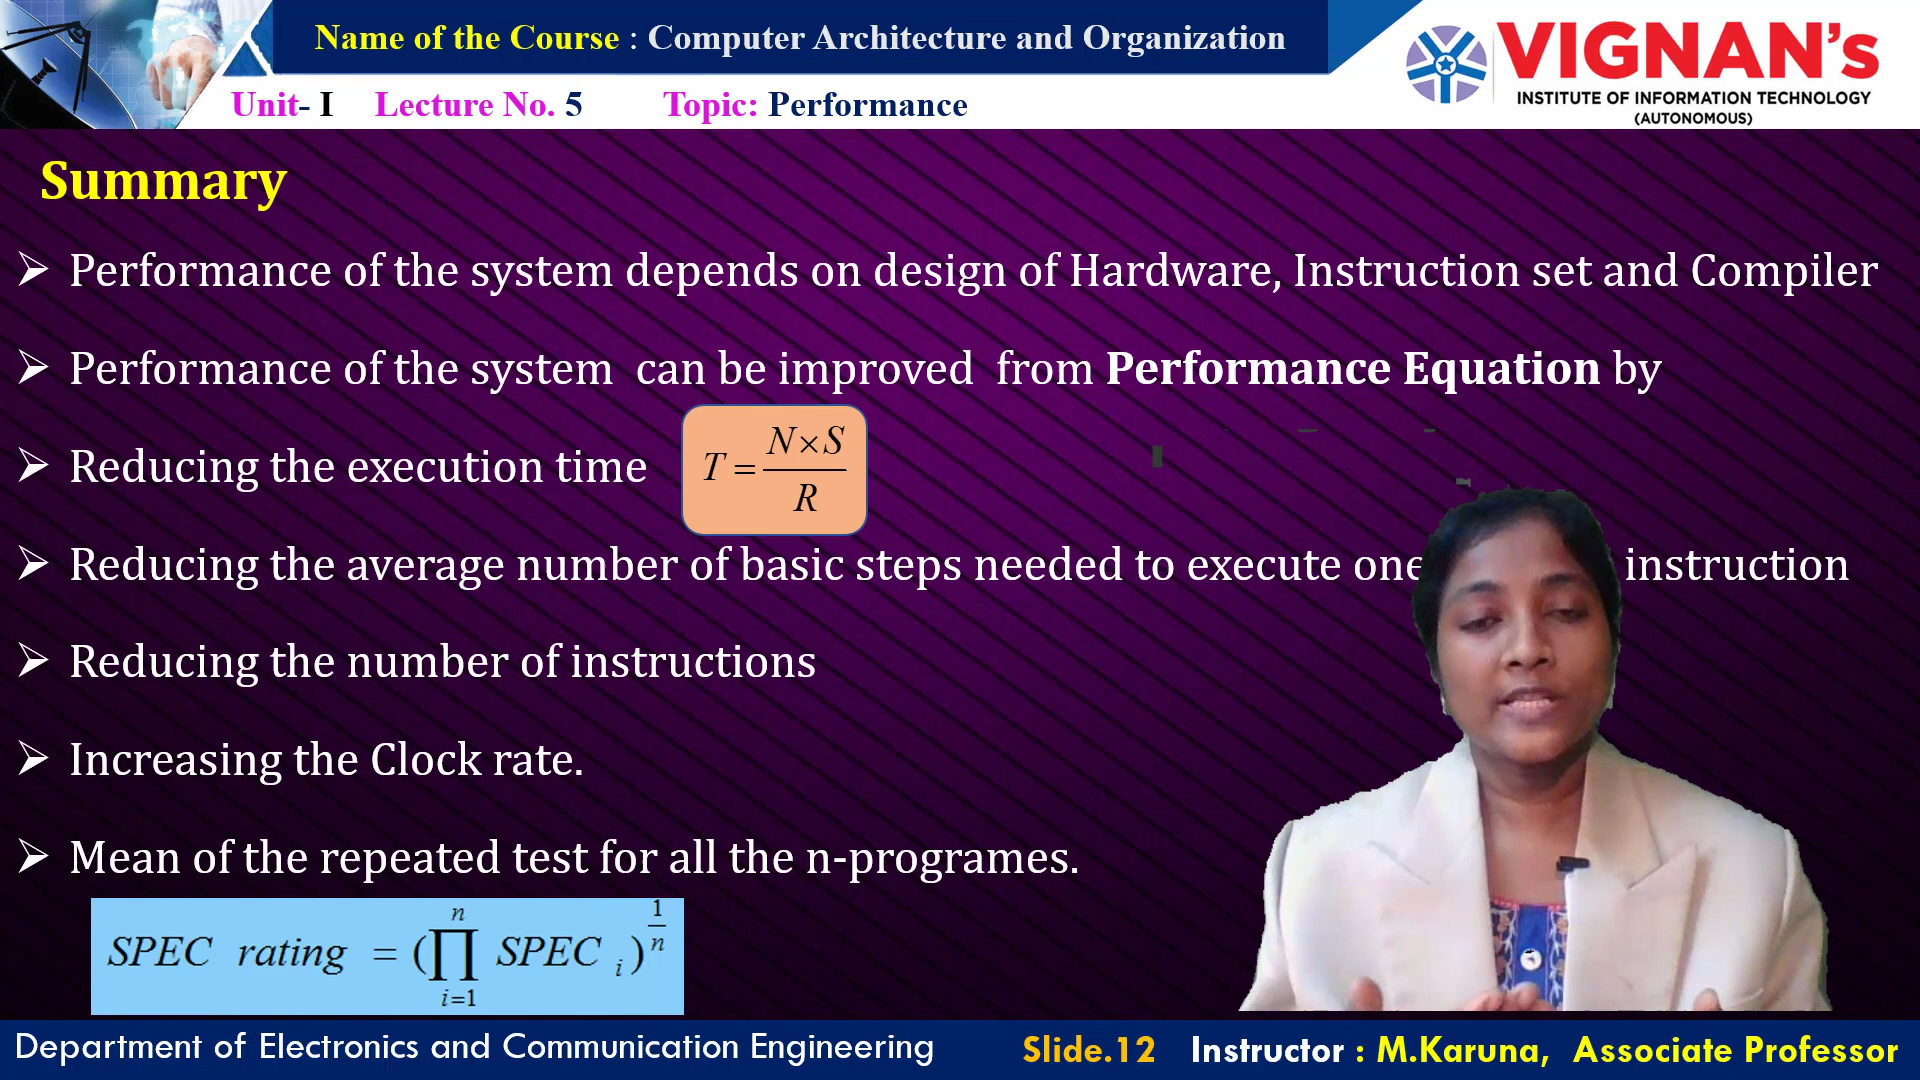 Name of the Course : Computer Architecture and Organization
VIGNAN's
INSTITUTE OF INFORMATION TECHNOLOGY
(AUTONOMOUS)
Unit- I Lecture No. 5 Topic: Performance
Summary
➢ Performance of the system depends on design of Hardware, Instruction set and Compiler
➢ Performance of the system can be improved from Performance Equation by
➢ Reducing the execution time T = N×S / R
➢ Reducing the average number of basic steps needed to execute one instruction
➢ Reducing the number of instructions
➢ Increasing the Clock rate.
➢ Mean of the repeated test for all the n-programes.
SPEC rating = (∏ i=1 n SPEC i) 1/n
Department of Electronics and Communication Engineering Slide.12 Instructor : M.Karuna, Associate Professor